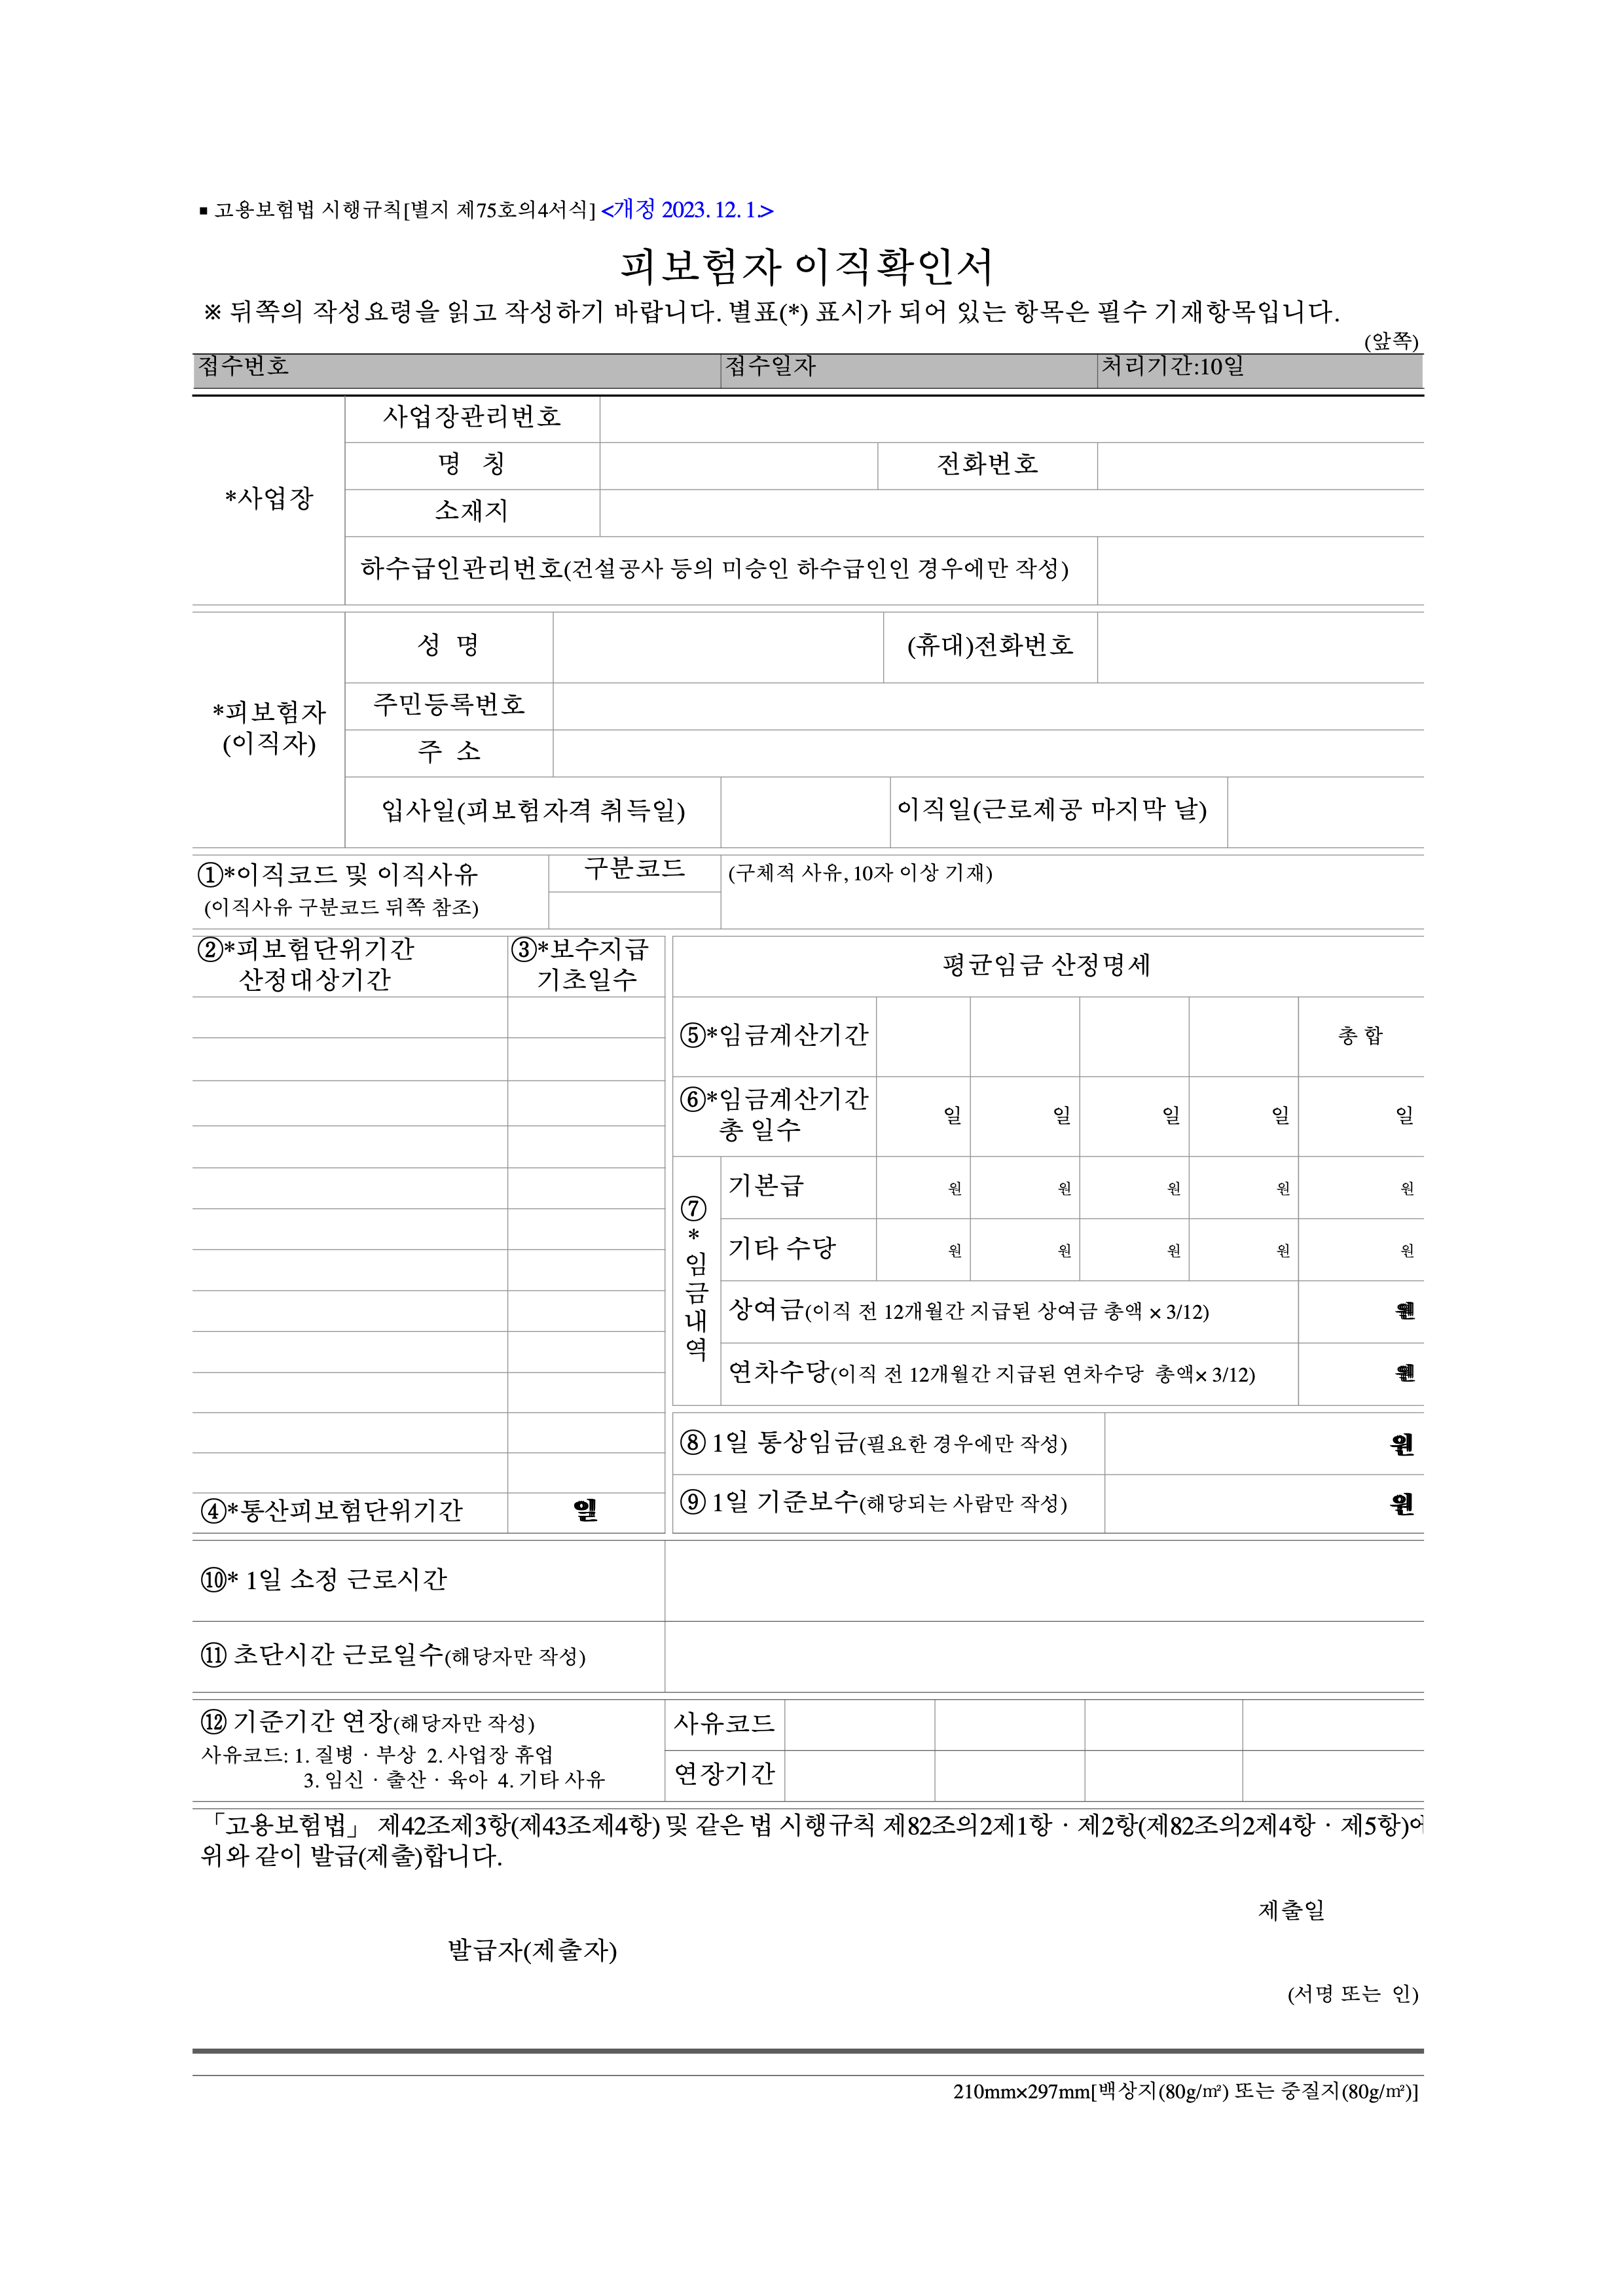 ■ 고용보험법 시행규칙[별지 제75호의4서식] <개정 2023. 12. 1.>
피보험자 이직확인서
※ 뒤쪽의 작성요령을 읽고 작성하기 바랍니다. 별표(*) 표시가 되어 있는 항목은 필수 기재항목입니다.
(앞쪽)
접수번호 접수일자 처리기간:10일
*사업장
사업장관리번호
명 칭 전화번호
소재지
하수급인관리번호(건설공사 등의 미승인 하수급인인 경우에만 작성)
*피보험자
(이직자)
성 명 (휴대)전화번호
주민등록번호
주 소
입사일(피보험자격 취득일) 이직일(근로제공 마지막 날)
①*이직코드 및 이직사유
(이직사유 구분코드 뒤쪽 참조)
구분코드
(구체적 사유, 10자 이상 기재)
②*피보험단위기간
산정대상기간
③*보수지급
기초일수
④*통산피보험단위기간 일
평균임금 산정명세
⑤*임금계산기간 총 합
⑥*임금계산기간
총 일수
일 일 일 일 일
⑦
*
임
금
내
역
기본급 원 원 원 원 원
기타 수당 원 원 원 원 원
상여금(이직 전 12개월간 지급된 상여금 총액 × 3/12) 원
연차수당(이직 전 12개월간 지급된 연차수당 총액× 3/12) 원
⑧ 1일 통상임금(필요한 경우에만 작성) 원
⑨ 1일 기준보수(해당되는 사람만 작성) 원
⑩* 1일 소정 근로시간
⑪ 초단시간 근로일수(해당자만 작성)
⑫ 기준기간 연장(해당자만 작성)
사유코드: 1. 질병ㆍ부상 2. 사업장 휴업
3. 임신ㆍ출산ㆍ육아 4. 기타 사유
사유코드
연장기간
「고용보험법」 제42조제3항(제43조제4항) 및 같은 법 시행규칙 제82조의2제1항ㆍ제2항(제82조의2제4항ㆍ제5항)에
위와 같이 발급(제출)합니다.
제출일
발급자(제출자)
(서명 또는 인)
210mm×297mm[백상지(80g/㎡) 또는 중질지(80g/㎡)]